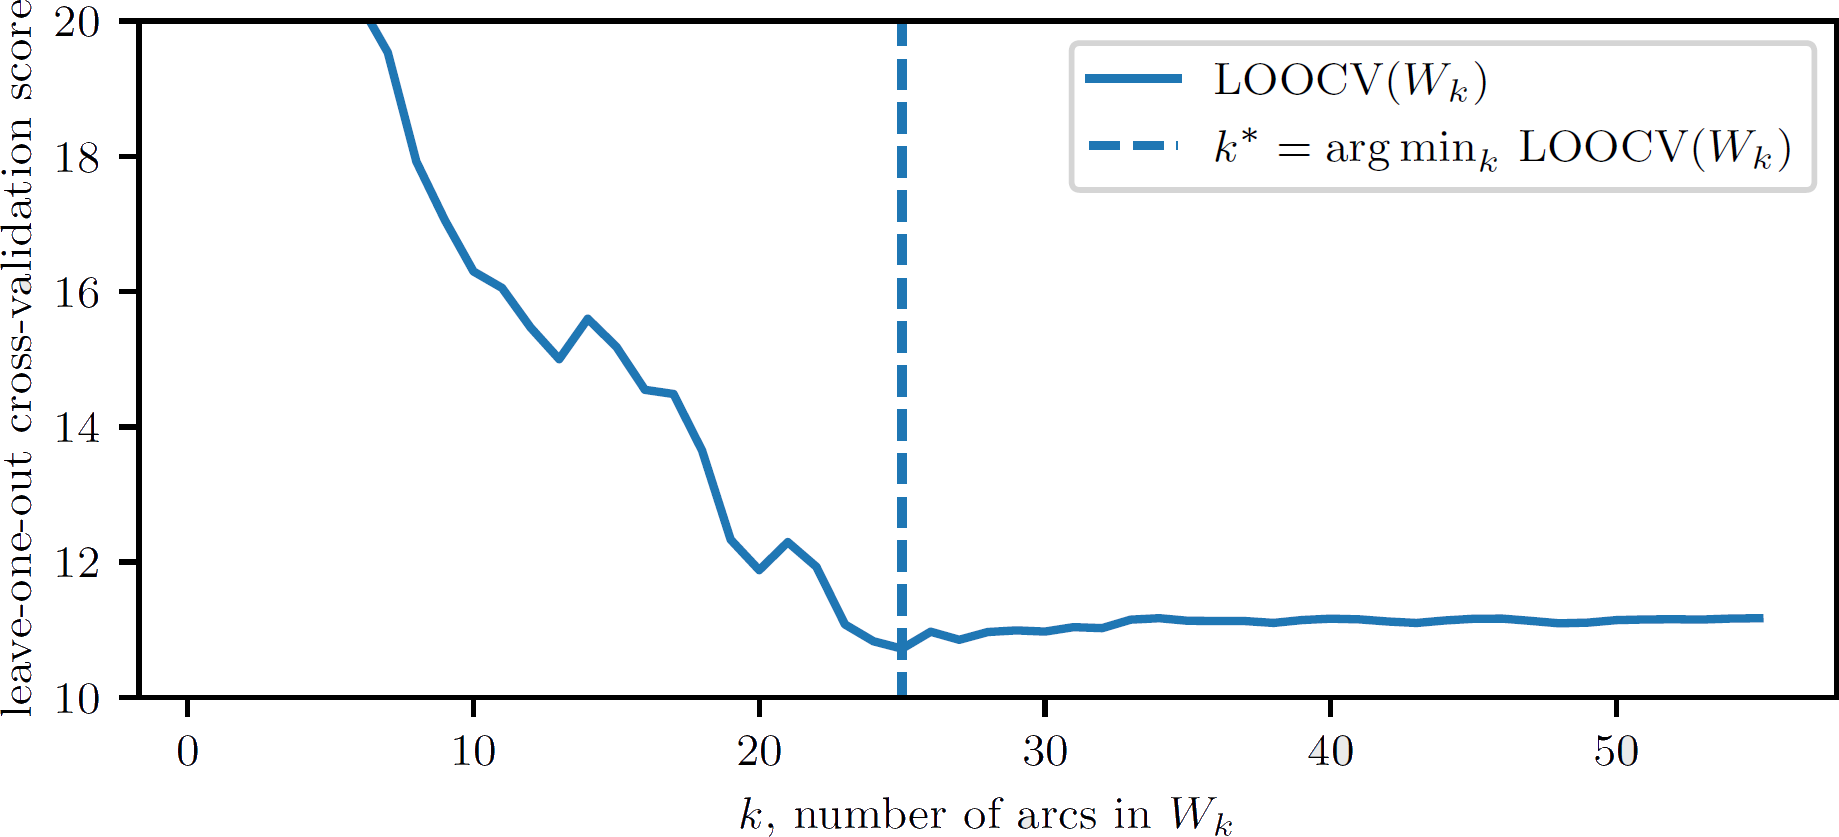 leave-one-out cross-validation score
20
18
16
14
12
10
LOOCV(W_k)
k* = arg min_k LOOCV(W_k)
0 10 20 30 40 50
k, number of arcs in W_k